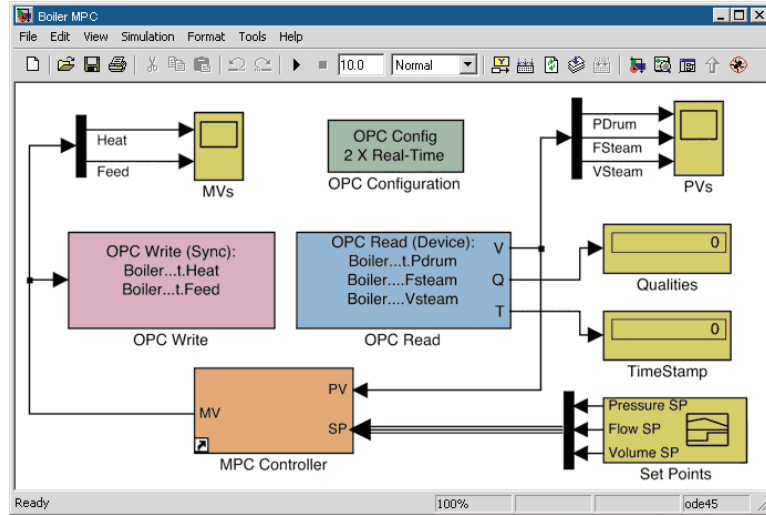 Boiler MPC
File Edit View Simulation Format Tools Help
10.0 Normal
Heat
Feed
MVs
OPC Config
2 X Real-Time
OPC Configuration
PDrum
FSteam
VSteam
PVs
OPC Write (Sync):
Boiler...t.Heat
Boiler...t.Feed
OPC Write
OPC Read (Device):
Boiler...t.Pdrum
Boiler....Fsteam
Boiler...Vsteam
V
Q
T
OPC Read
0
Qualities
0
TimeStamp
MV
PV
SP
MPC Controller
Pressure SP
Flow SP
Volume SP
Set Points
Ready 100% ode45